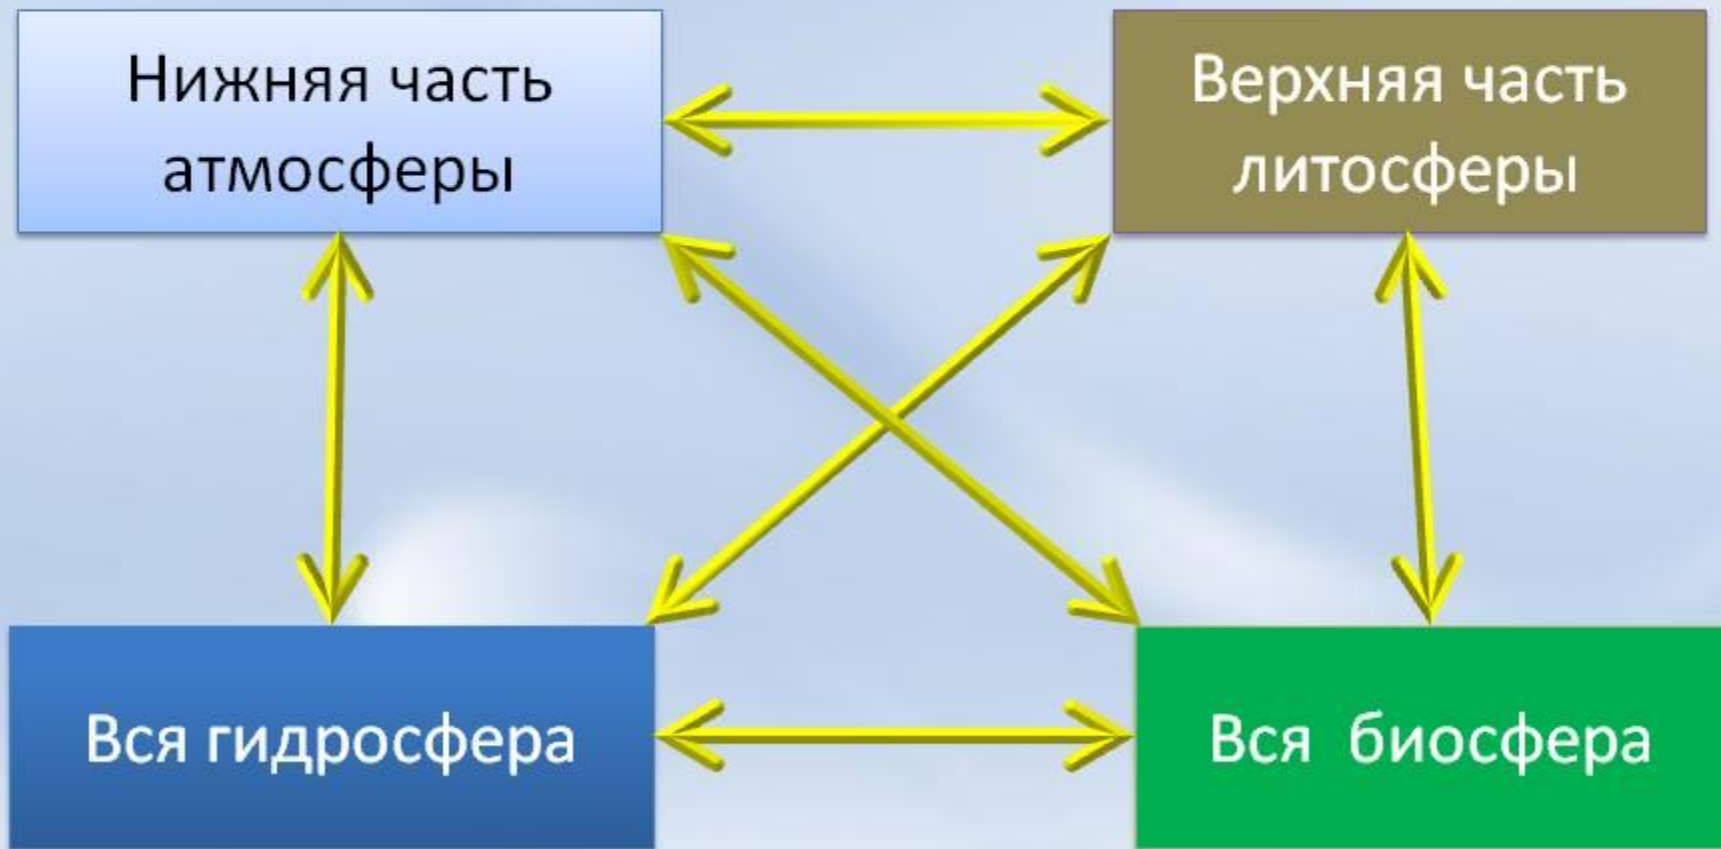 Нижняя часть
атмосферы
Верхняя часть
литосферы
Вся гидросфера
Вся биосфера